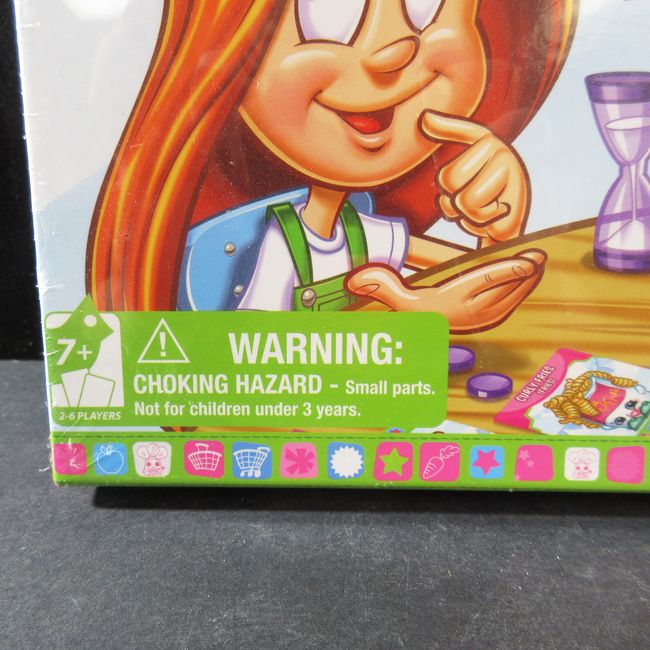 7+
2-6 PLAYERS
WARNING:
CHOKING HAZARD - Small parts.
Not for children under 3 years.
CURLY FRIES